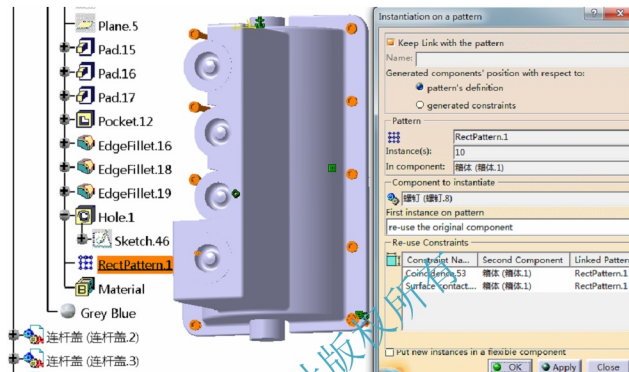 Plane.5
Pad.15
Pad.16
Pad.17
Pocket.12
EdgeFillet.16
EdgeFillet.18
EdgeFillet.19
Hole.1
Sketch.46
RectPattern.1
Material
Grey Blue
连杆盖 (连杆盖.2)
连杆盖 (连杆盖.3)
Instantiation on a pattern
Keep Link with the pattern
Name:
Generated components' position with respect to:
pattern's definition
generated constraints
Pattern
RectPattern.1
Instance(s): 10
In component: 箱体 (箱体.1)
Component to instantiate
螺钉 (螺钉.8)
First instance on pattern
re-use the original component
Re-use Constraints
Constraint Na... Second Component Linked Pattern
Coincidence.53 箱体 (箱体.1) RectPattern.1
Surface contact.... 箱体 (箱体.1) RectPattern.1
Put new instances in a flexible component
OK Apply Close
版权所有